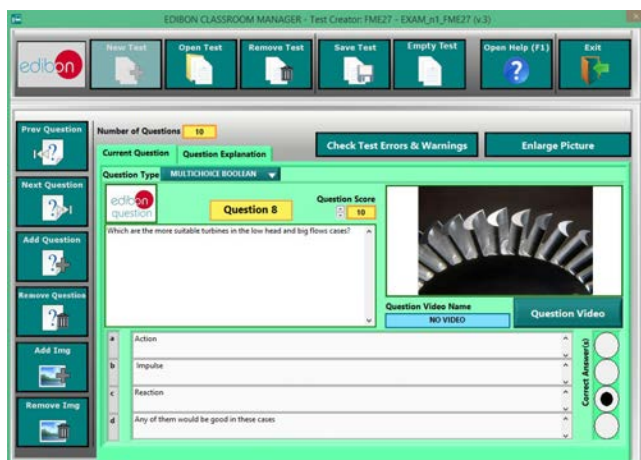 EDIBON CLASSROOM MANAGER - Test Creator: FME27 - EXAM_n1_FME27 (v.3)
edibon
New Test
Open Test
Remove Test
Save Test
Empty Test
Open Help (F1)
Exit
Prev Question
Next Question
Add Question
Remove Question
Add Img
Remove Img
Number of Questions 10
Check Test Errors & Warnings
Enlarge Picture
Current Question
Question Explanation
Question Type MULTICHOICE BOOLEAN
edibon
question
Question 8
Question Score
10
Which are the more suitable turbines in the low head and big flows cases?
Question Video Name
NO VIDEO
Question Video
a Action
b Impulse
c Reaction
d Any of them would be good in these cases
Correct Answer(s)